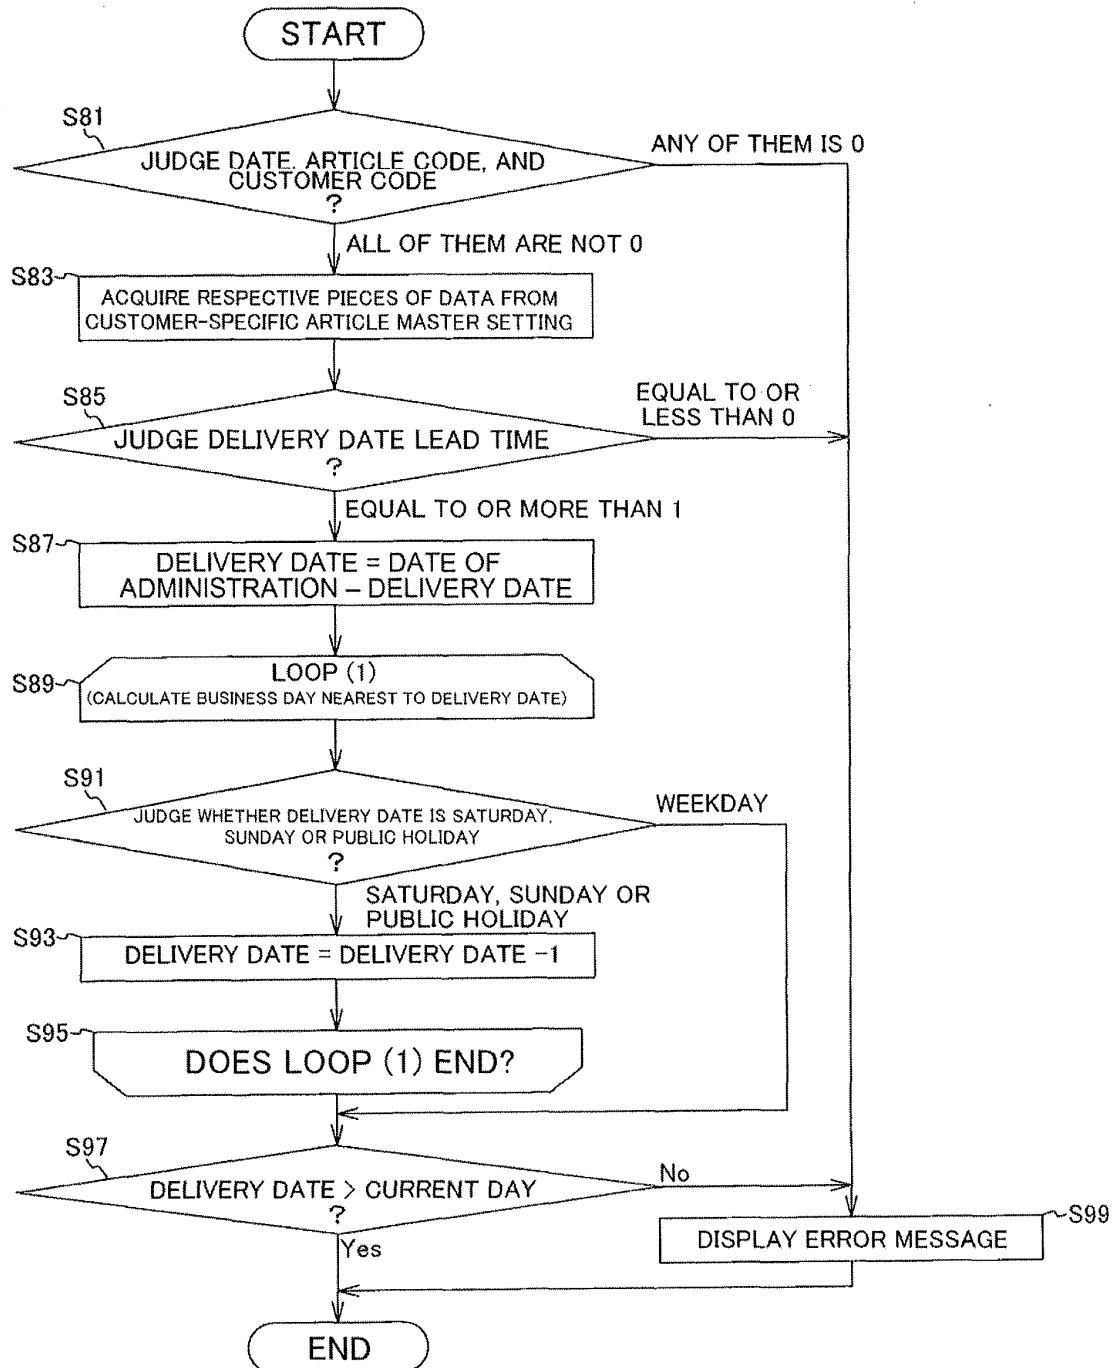 START
S81
JUDGE DATE, ARTICLE CODE, AND
CUSTOMER CODE
?
ANY OF THEM IS 0
ALL OF THEM ARE NOT 0
S83
ACQUIRE RESPECTIVE PIECES OF DATA FROM
CUSTOMER-SPECIFIC ARTICLE MASTER SETTING
S85
JUDGE DELIVERY DATE LEAD TIME
?
EQUAL TO OR
LESS THAN 0
EQUAL TO OR MORE THAN 1
S87
DELIVERY DATE = DATE OF
ADMINISTRATION – DELIVERY DATE
S89
LOOP (1)
(CALCULATE BUSINESS DAY NEAREST TO DELIVERY DATE)
S91
JUDGE WHETHER DELIVERY DATE IS SATURDAY,
SUNDAY OR PUBLIC HOLIDAY
?
WEEKDAY
SATURDAY, SUNDAY OR
PUBLIC HOLIDAY
S93
DELIVERY DATE = DELIVERY DATE -1
S95
DOES LOOP (1) END?
S97
DELIVERY DATE > CURRENT DAY
?
No
Yes
S99
DISPLAY ERROR MESSAGE
END